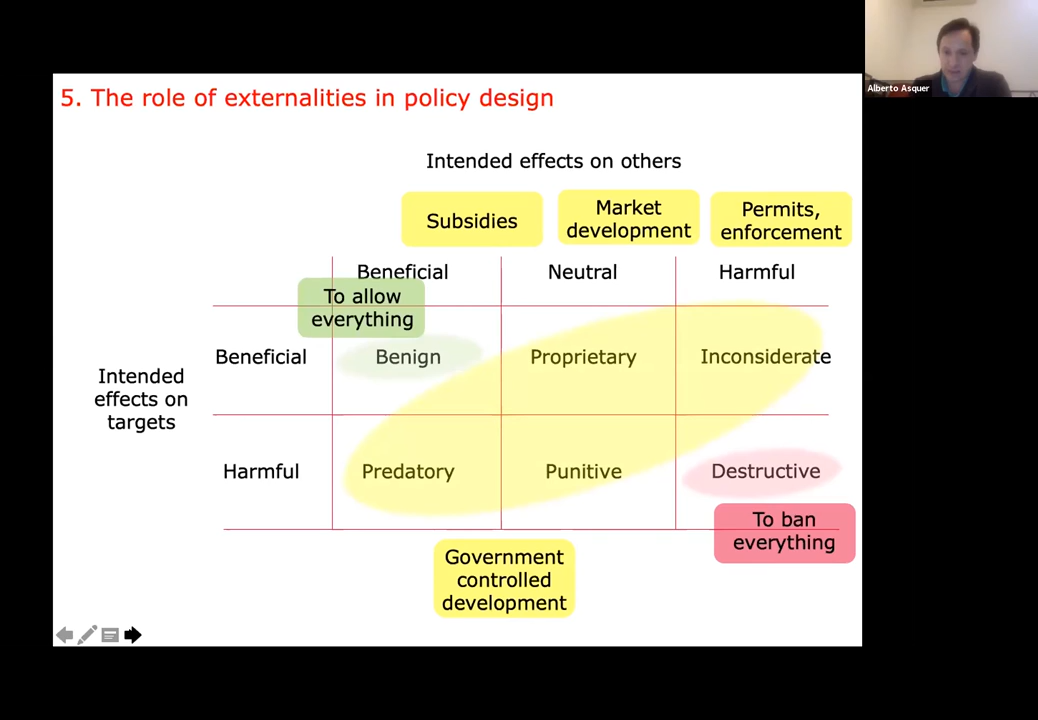 Alberto Asquer
5. The role of externalities in policy design
Intended effects on others
Subsidies
Market
development
Permits,
enforcement
Beneficial
Neutral
Harmful
To allow
everything
Beneficial
Benign
Proprietary
Inconsiderate
Intended
effects on
targets
Harmful
Predatory
Punitive
Destructive
To ban
everything
Government
controlled
development